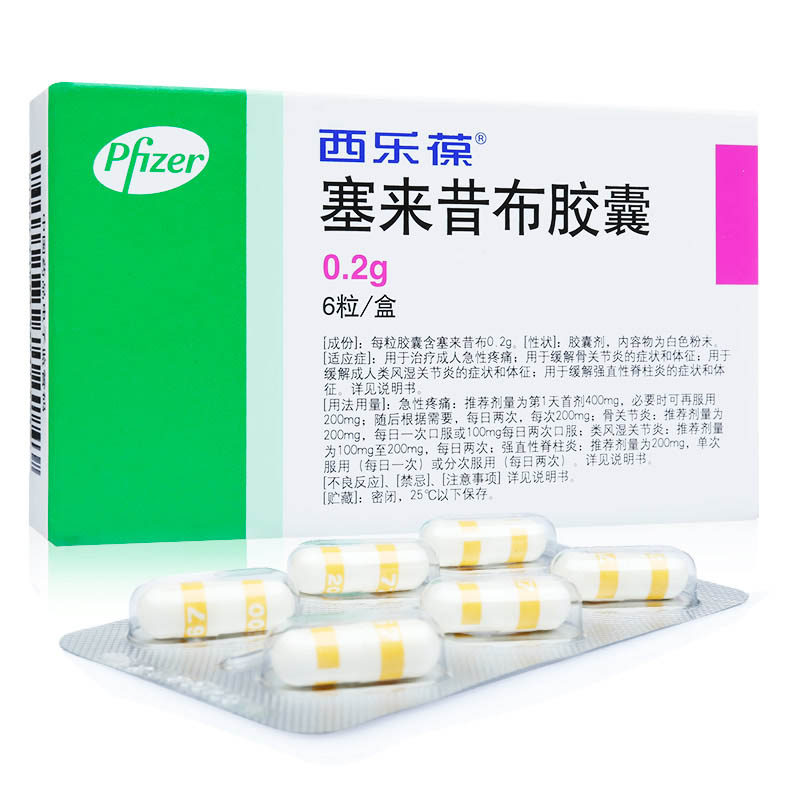 Pfizer
西乐葆®
塞来昔布胶囊
0.2g
6粒/盒
[成份]：每粒胶囊含塞来昔布0.2g。[性状]：胶囊剂，内容物为白色粉末。
[适应症]：用于治疗成人急性疼痛；用于缓解骨关节炎的症状和体征；用于
缓解成人类风湿关节炎的症状和体征；用于缓解强直性脊柱炎的症状和体
征。详见说明书。
[用法用量]：急性疼痛：推荐剂量为第1天首剂400mg，必要时可再服用
200mg；随后根据需要，每日两次，每次200mg；骨关节炎：推荐剂量为
200mg，每日一次口服或100mg每日两次口服；类风湿关节炎：推荐剂量
为100mg至200mg，每日两次；强直性脊柱炎：推荐剂量为200mg，单次
服用（每日一次）或分次服用（每日两次）。详见说明书。
[不良反应]、[禁忌]、[注意事项] 详见说明书。
[贮藏]：密闭，25℃以下保存。
20
7
67
00